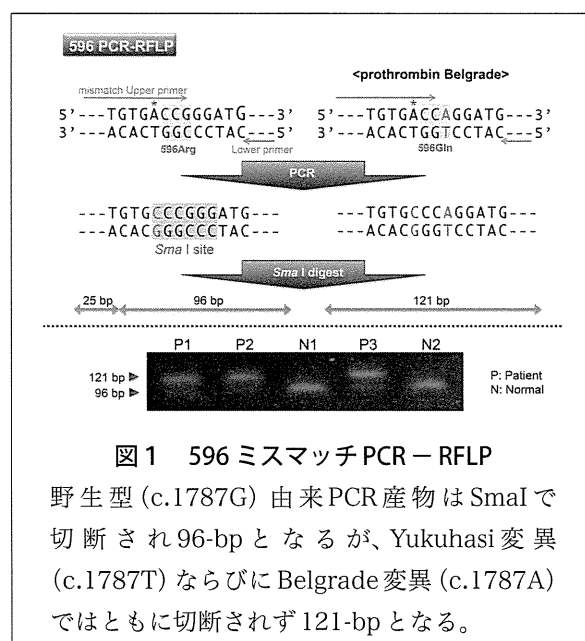 596 PCR-RFLP
<prothrombin Belgrade>
mismatch Upper primer
* *
5’---TGTGACCGGGATG---3’ 5’---TGTGACCAGGATG---3’
3’---ACACTGGCCCTAC---5’ 3’---ACACTGGTCCTAC---5’
596Arg Lower primer 596Gln
PCR
---TGTGCCCGGGATG--- ---TGTGCCCAGGATG---
---ACACGGGCCCTAC--- ---ACACGGGTCCTAC---
Sma I site
Sma I digest
25 bp 96 bp 121 bp
P1 P2 N1 P3 N2
121 bp
96 bp
P: Patient
N: Normal
図1 596 ミスマッチPCR－RFLP
野生型(c.1787G)由来PCR産物はSmaIで
切断され96-bpとなるが、Yukuhasi変異
(c.1787T)ならびにBelgrade変異(c.1787A)
ではともに切断されず121-bpとなる。